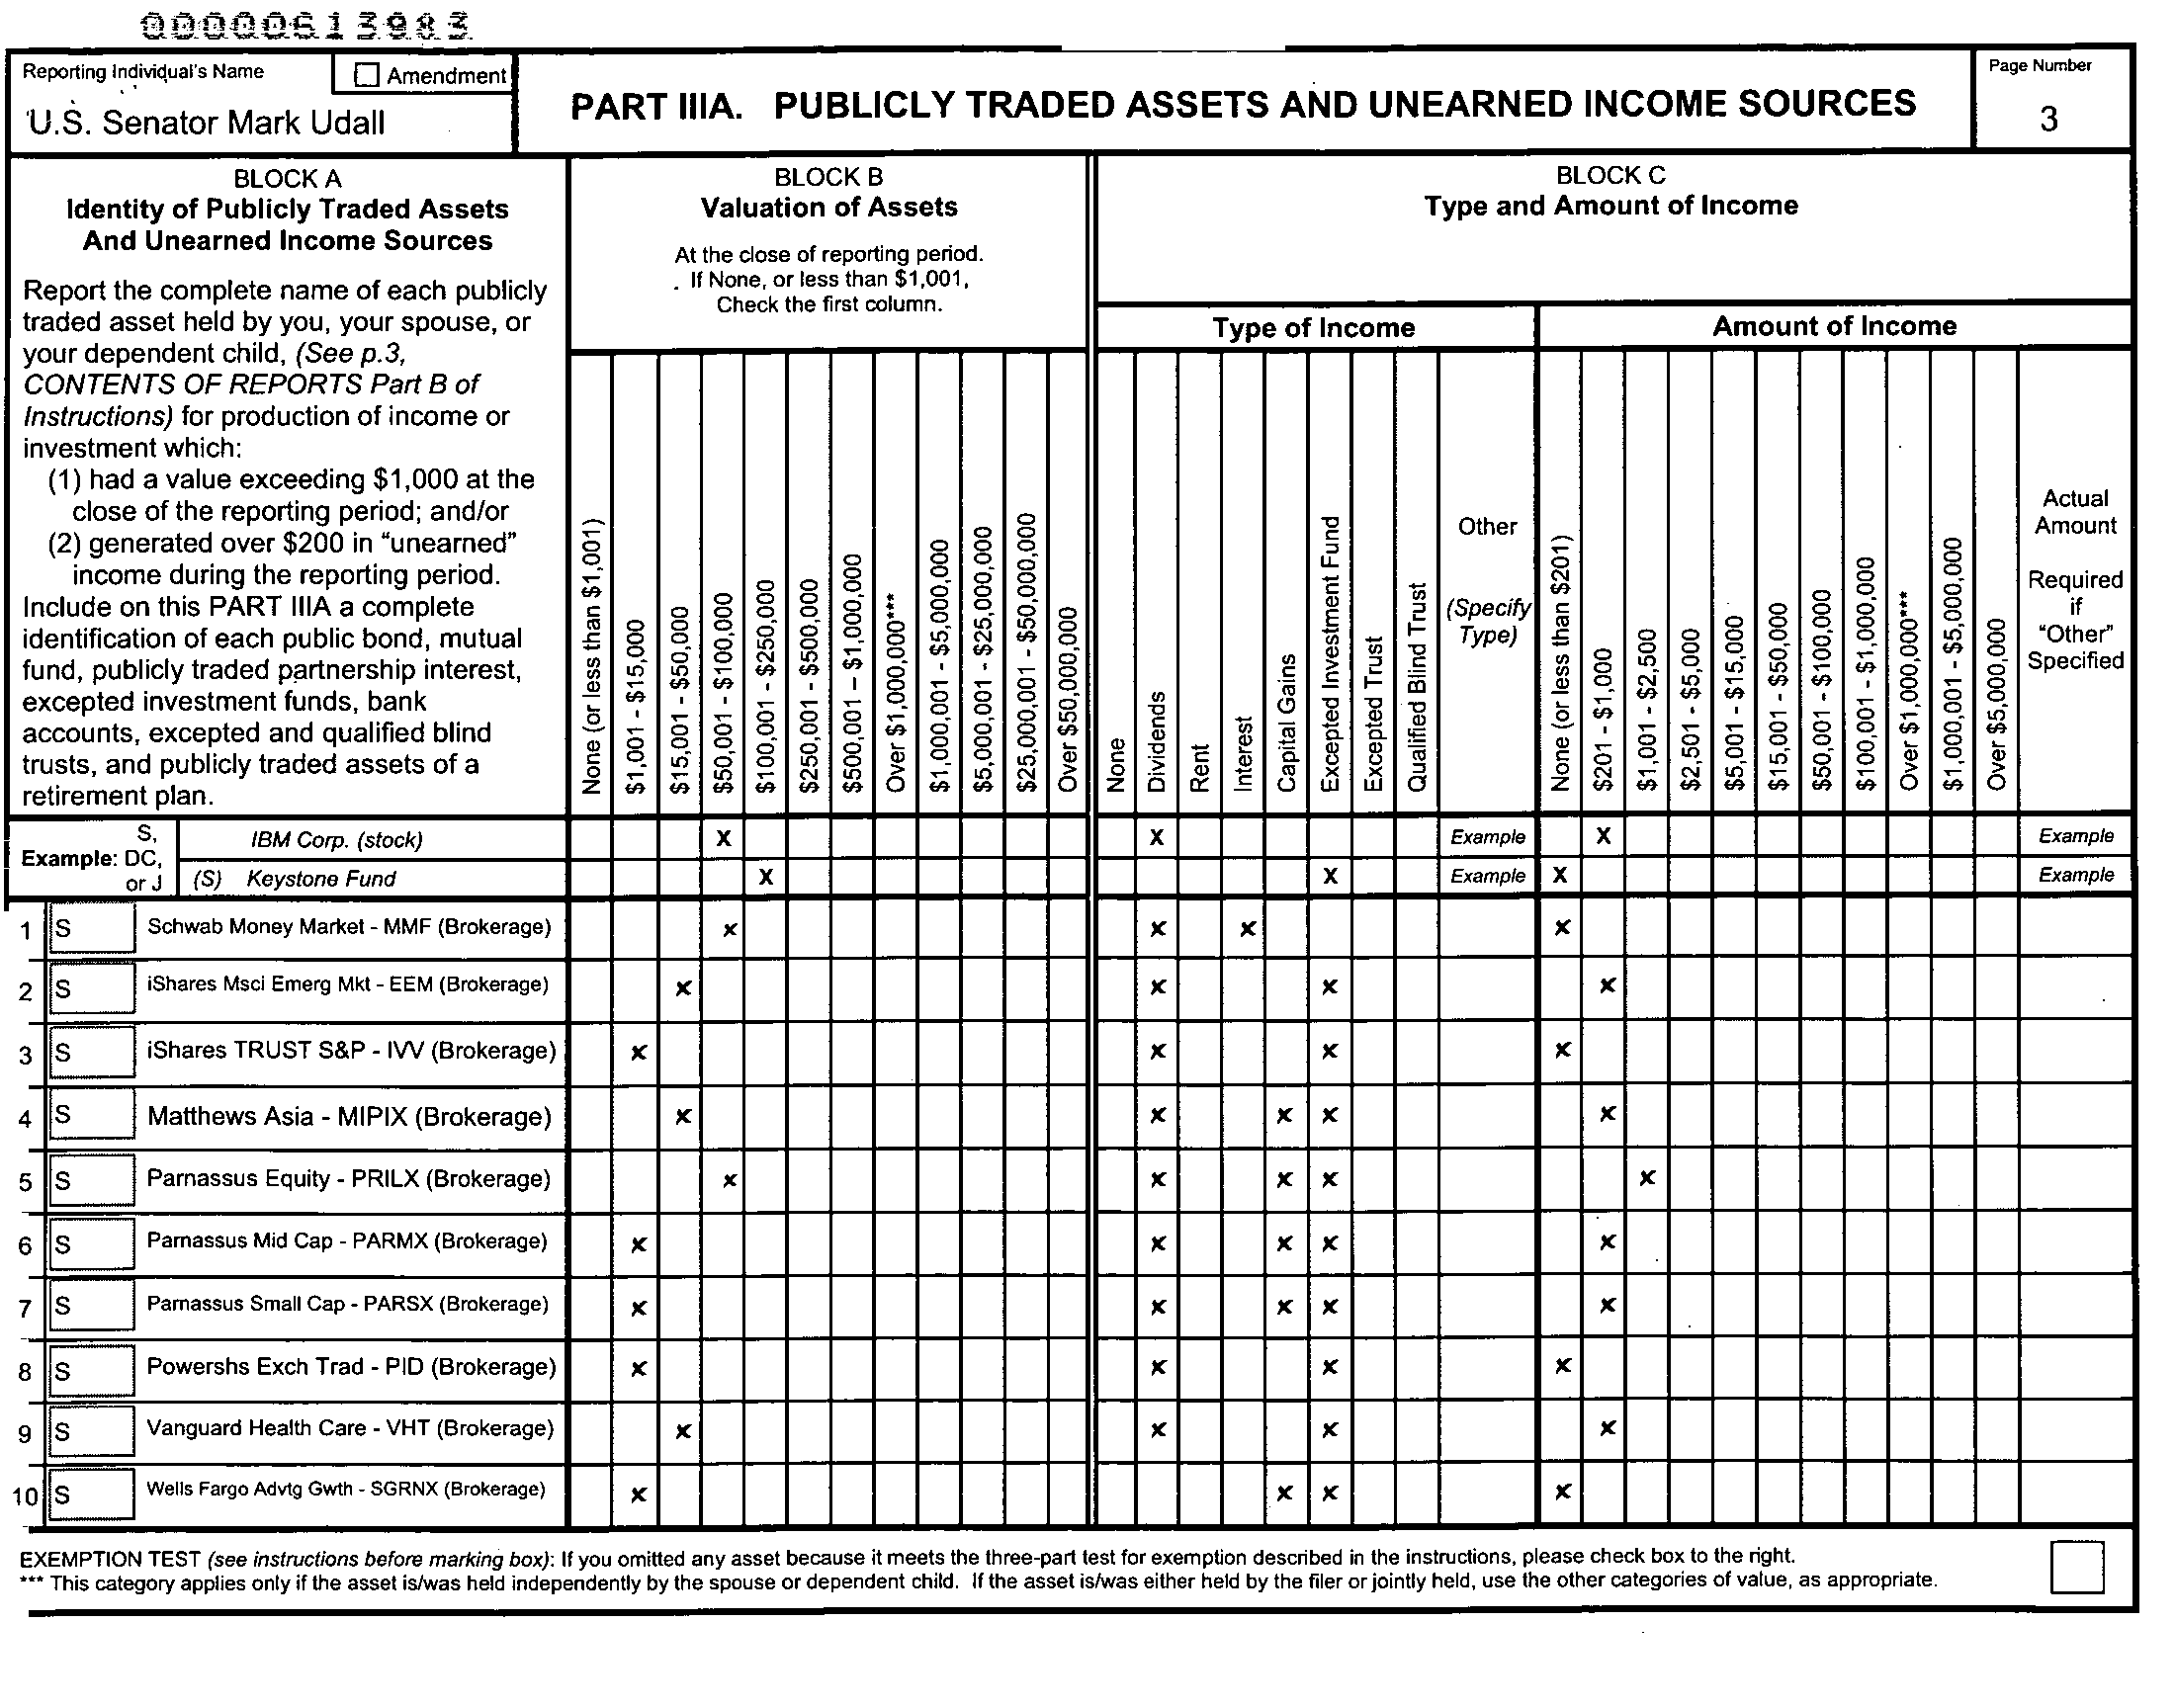 00000613983
Reporting Individual's Name
Amendment
U.S. Senator Mark Udall
PART IIIA. PUBLICLY TRADED ASSETS AND UNEARNED INCOME SOURCES
Page Number
3
BLOCK A
Identity of Publicly Traded Assets
And Unearned Income Sources
Report the complete name of each publicly
traded asset held by you, your spouse, or
your dependent child, (See p.3,
CONTENTS OF REPORTS Part B of
Instructions) for production of income or
investment which:
(1) had a value exceeding $1,000 at the
close of the reporting period; and/or
(2) generated over $200 in “unearned”
income during the reporting period.
Include on this PART IIIA a complete
identification of each public bond, mutual
fund, publicly traded partnership interest,
excepted investment funds, bank
accounts, excepted and qualified blind
trusts, and publicly traded assets of a
retirement plan.
BLOCK B
Valuation of Assets
At the close of reporting period.
If None, or less than $1,001,
Check the first column.
None (or less than $1,001)
$1,001 - $15,000
$15,001 - $50,000
$50,001 - $100,000
$100,001 - $250,000
$250,001 - $500,000
$500,001 – $1,000,000
Over $1,000,000***
$1,000,001 - $5,000,000
$5,000,001 - $25,000,000
$25,000,001 - $50,000,000
Over $50,000,000
BLOCK C
Type and Amount of Income
Type of Income
None
Dividends
Rent
Interest
Capital Gains
Excepted Investment Fund
Excepted Trust
Qualified Blind Trust
Other
(Specify
Type)
Amount of Income
None (or less than $201)
$201 - $1,000
$1,001 - $2,500
$2,501 - $5,000
$5,001 - $15,000
$15,001 - $50,000
$50,001 - $100,000
$100,001 - $1,000,000
Over $1,000,000***
$1,000,001 - $5,000,000
Over $5,000,000
Actual
Amount
Required
if
“Other”
Specified
Example: S,
DC,
or J
IBM Corp. (stock) X X Example X Example
(S) Keystone Fund X X Example X Example
1 S Schwab Money Market - MMF (Brokerage) x x x x
2 S iShares Msci Emerg Mkt - EEM (Brokerage) x x x x
3 S iShares TRUST S&P - IVV (Brokerage) x x x x
4 S Matthews Asia - MIPIX (Brokerage) x x x x x
5 S Parnassus Equity - PRILX (Brokerage) x x x x x
6 S Parnassus Mid Cap - PARMX (Brokerage) x x x x x
7 S Parnassus Small Cap - PARSX (Brokerage) x x x x x
8 S Powershs Exch Trad - PID (Brokerage) x x x x
9 S Vanguard Health Care - VHT (Brokerage) x x x x
10 S Wells Fargo Advtg Gwth - SGRNX (Brokerage) x x x x
EXEMPTION TEST (see instructions before marking box): If you omitted any asset because it meets the three-part test for exemption described in the instructions, please check box to the right.
*** This category applies only if the asset is/was held independently by the spouse or dependent child. If the asset is/was either held by the filer or jointly held, use the other categories of value, as appropriate.